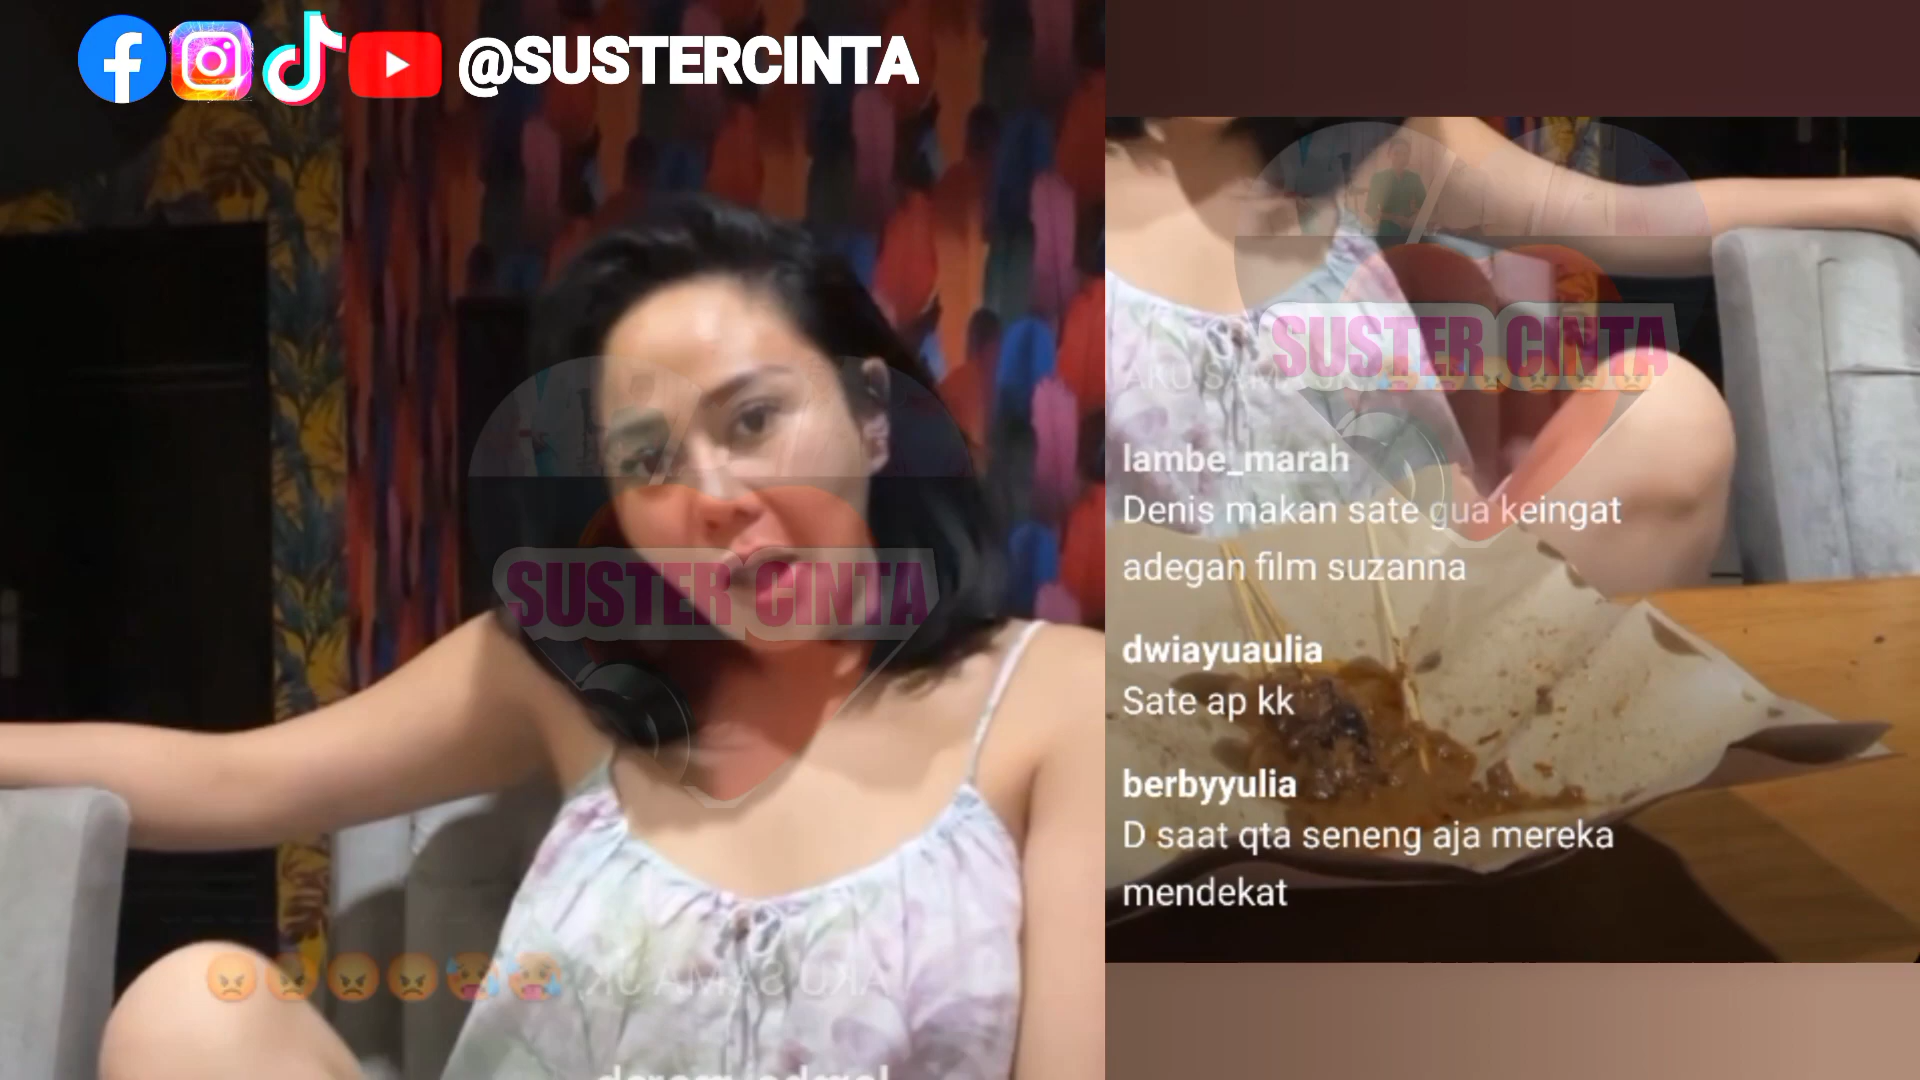 @SUSTERCINTA
SUSTER CINTA
SUSTER CINTA
lambe_marah
Denis makan sate gua keingat
adegan film suzanna
dwiayuaulia
Sate ap kk
berbyyulia
D saat qta seneng aja mereka
mendekat